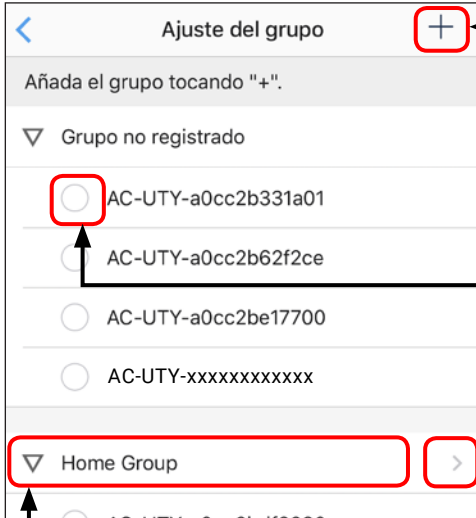 Ajuste del grupo
Añada el grupo tocando "+".
Grupo no registrado
AC-UTY-a0cc2b331a01
AC-UTY-a0cc2b62f2ce
AC-UTY-a0cc2be17700
AC-UTY-xxxxxxxxxxxx
Home Group